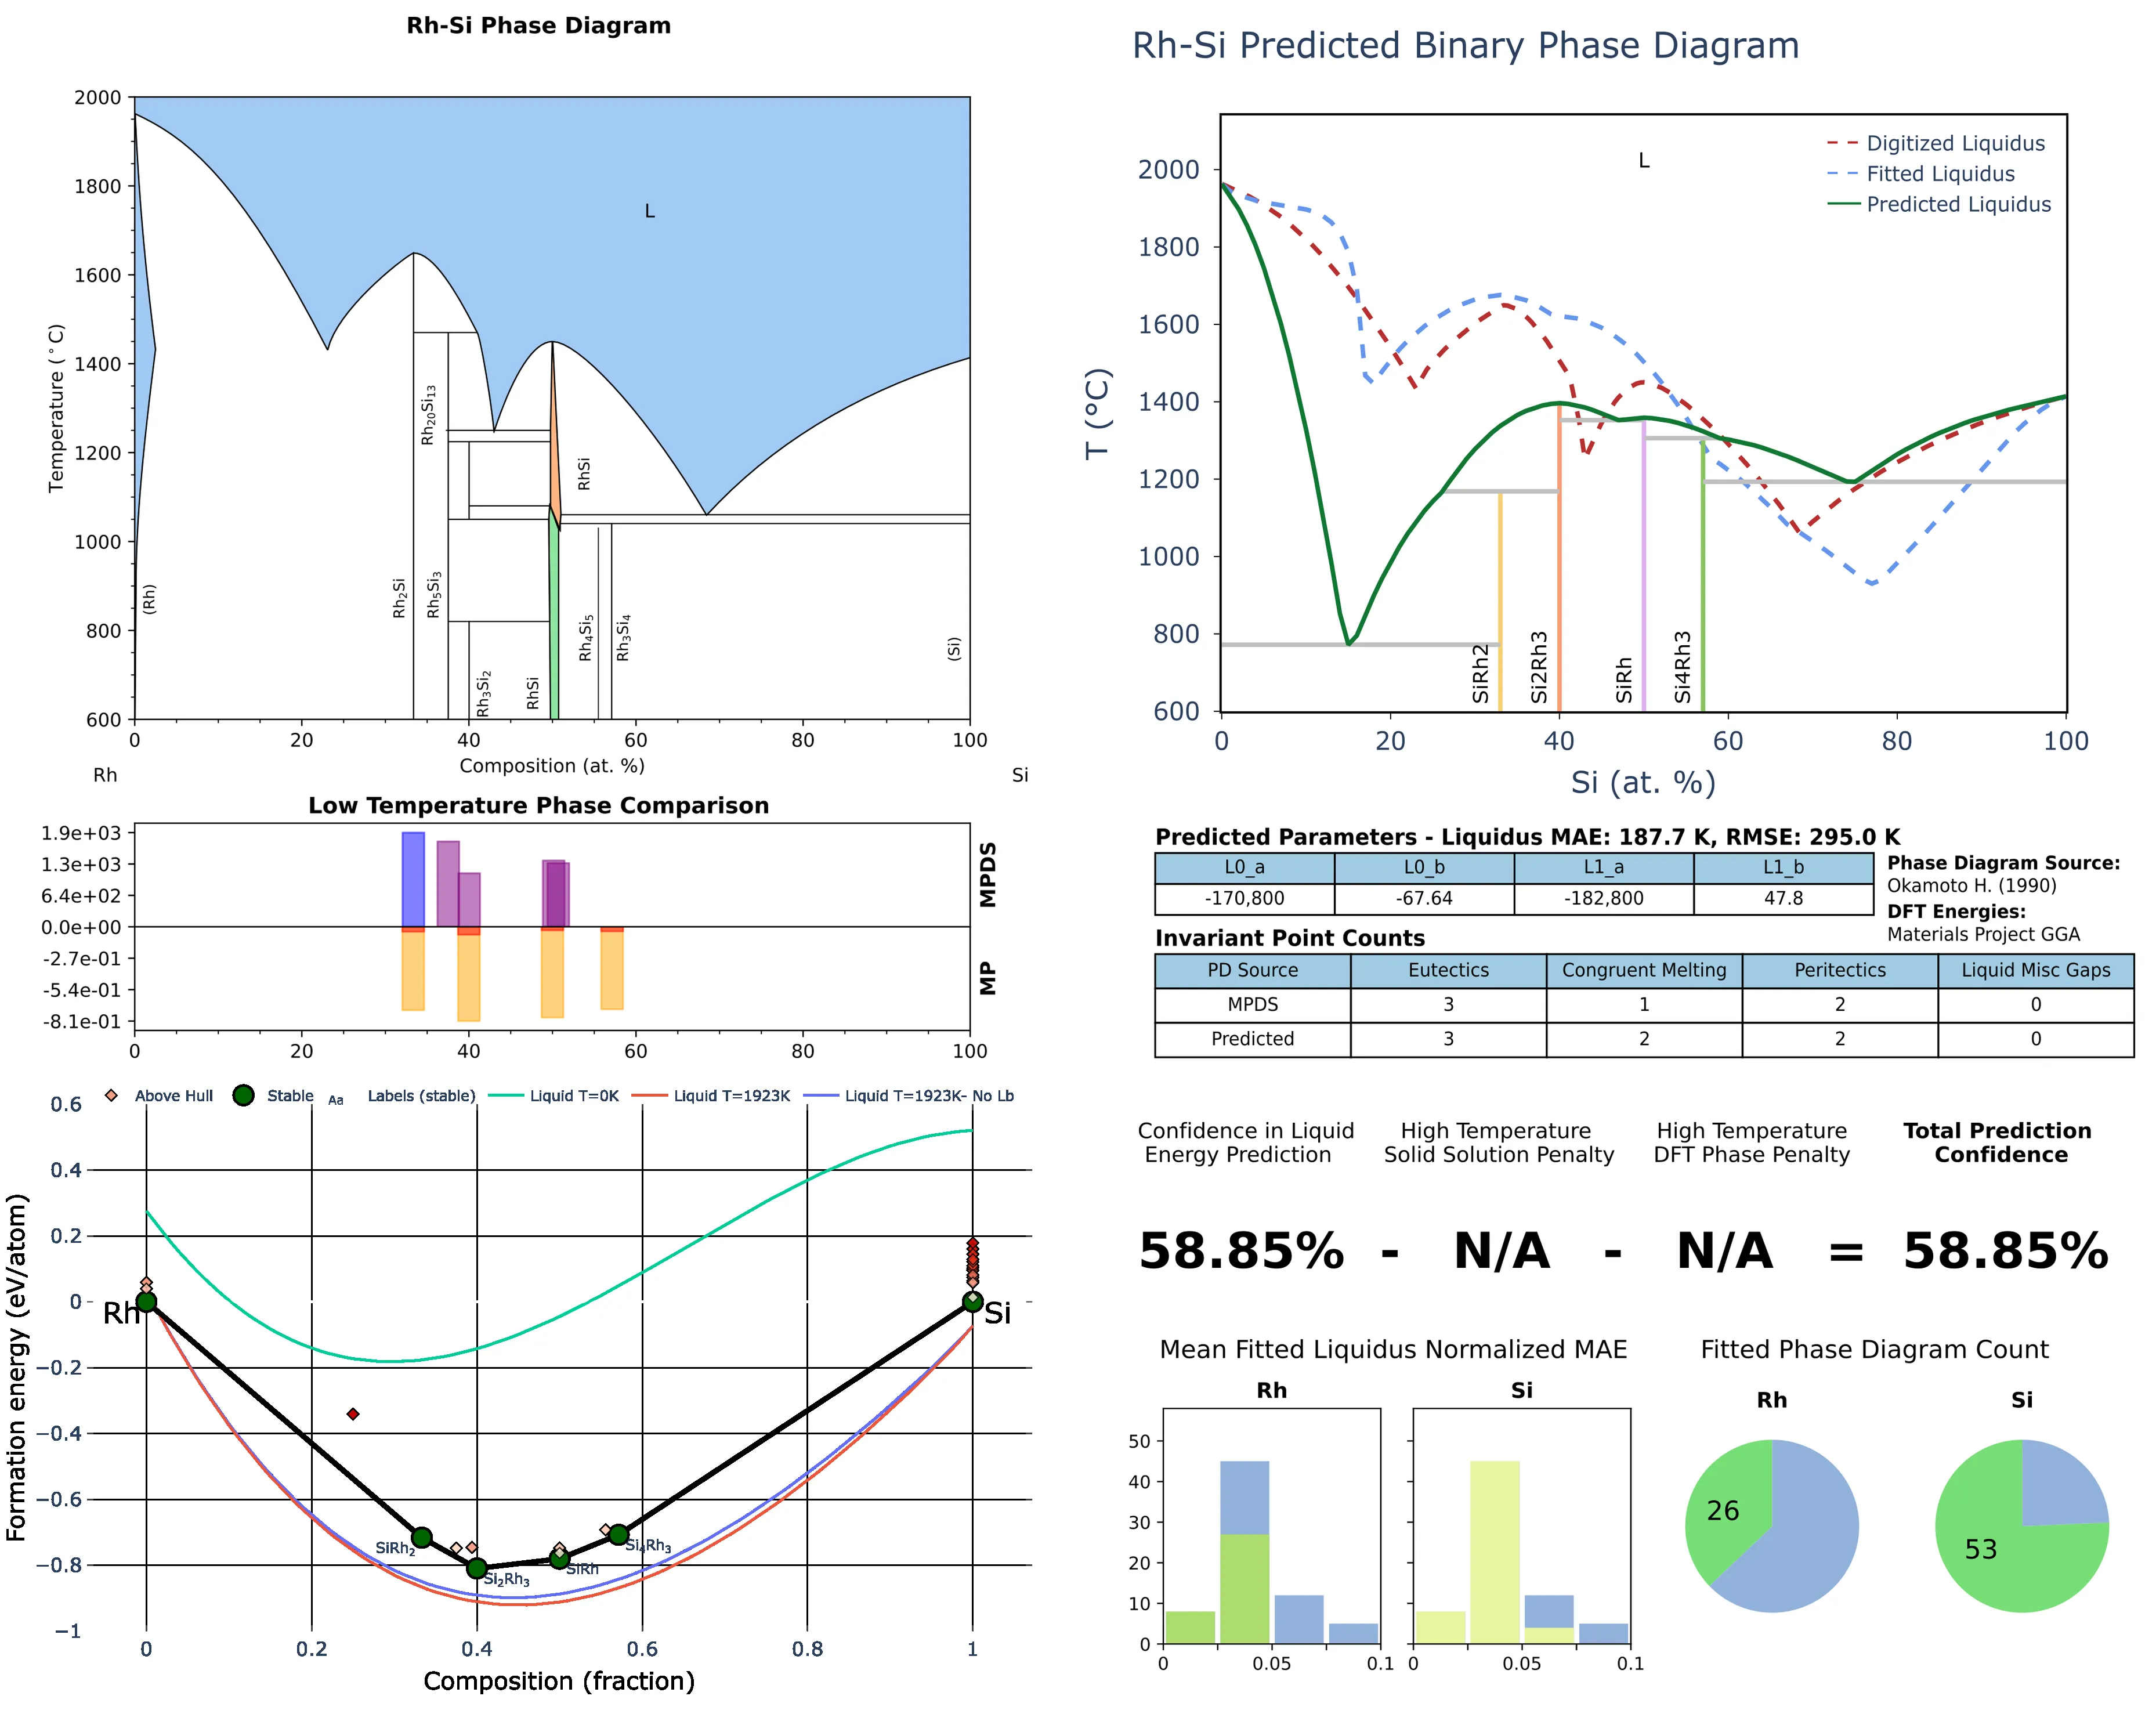 Rh-Si Phase Diagram
2000
1800
1600
1400
1200
1000
800
600
Temperature (°C)
L
Rh20Si13
RhSi
(Rh)
Rh2Si
Rh5Si3
Rh3Si2
RhSi
Rh4Si5
Rh3Si4
(Si)
0 20 40 60 80 100
Composition (at. %)
Rh Si
Rh-Si Predicted Binary Phase Diagram
L
Digitized Liquidus
Fitted Liquidus
Predicted Liquidus
2000
1800
1600
1400
1200
1000
800
600
T (°C)
SiRh2
Si2Rh3
SiRh
Si4Rh3
0 20 40 60 80 100
Si (at. %)
Low Temperature Phase Comparison
1.9e+03
1.3e+03
6.4e+02
0.0e+00
-2.7e-01
-5.4e-01
-8.1e-01
MPDS
MP
0 20 40 60 80 100
Predicted Parameters - Liquidus MAE: 187.7 K, RMSE: 295.0 K
L0_a L0_b L1_a L1_b
-170,800 -67.64 -182,800 47.8
Phase Diagram Source:
Okamoto H. (1990)
DFT Energies:
Materials Project GGA
Invariant Point Counts
PD Source Eutectics Congruent Melting Peritectics Liquid Misc Gaps
MPDS 3 1 2 0
Predicted 3 2 2 0
Above Hull Stable Aa Labels (stable) Liquid T=0K Liquid T=1923K Liquid T=1923K- No Lb
0.6
0.4
0.2
0
−0.2
−0.4
−0.6
−0.8
−1
Formation energy (eV/atom)
Rh
Si
SiRh2
Si2Rh3
SiRh
Si4Rh3
0 0.2 0.4 0.6 0.8 1
Composition (fraction)
Confidence in Liquid
Energy Prediction
High Temperature
Solid Solution Penalty
High Temperature
DFT Phase Penalty
Total Prediction
Confidence
58.85% - N/A - N/A = 58.85%
Mean Fitted Liquidus Normalized MAE
Rh Si
50
40
30
20
10
0
0 0.05 0.1
0 0.05 0.1
Fitted Phase Diagram Count
Rh Si
26
53